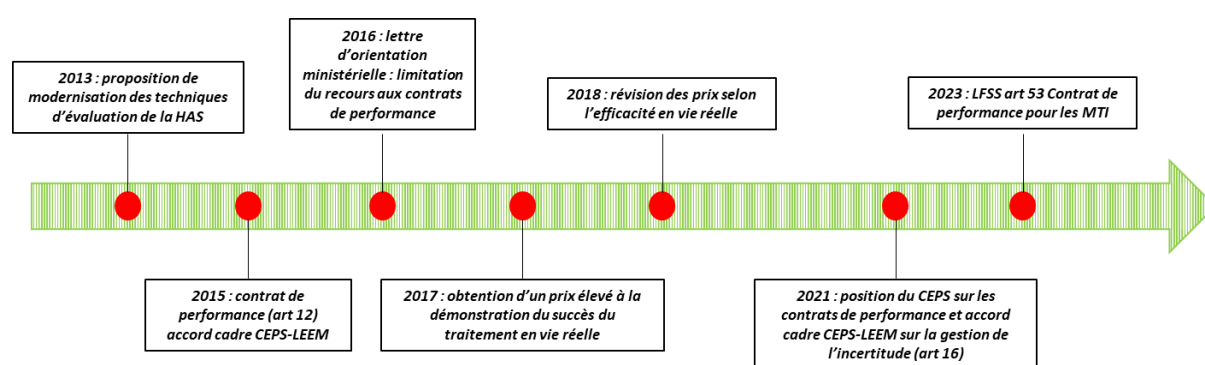 2013 : proposition de
modernisation des techniques
d’évaluation de la HAS
2015 : contrat de
performance (art 12)
accord cadre CEPS-LEEM
2016 : lettre
d’orientation
ministérielle : limitation
du recours aux contrats
de performance
2017 : obtention d’un prix élevé à la
démonstration du succès du
traitement en vie réelle
2018 : révision des prix selon
l’efficacité en vie réelle
2021 : position du CEPS sur les
contrats de performance et accord
cadre CEPS-LEEM sur la gestion de
l’incertitude (art 16)
2023 : LFSS art 53 Contrat de
performance pour les MTI